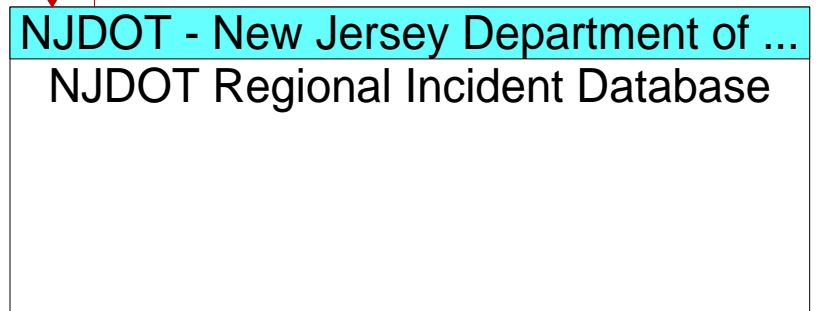 NJDOT - New Jersey Department of ...
NJDOT Regional Incident Database